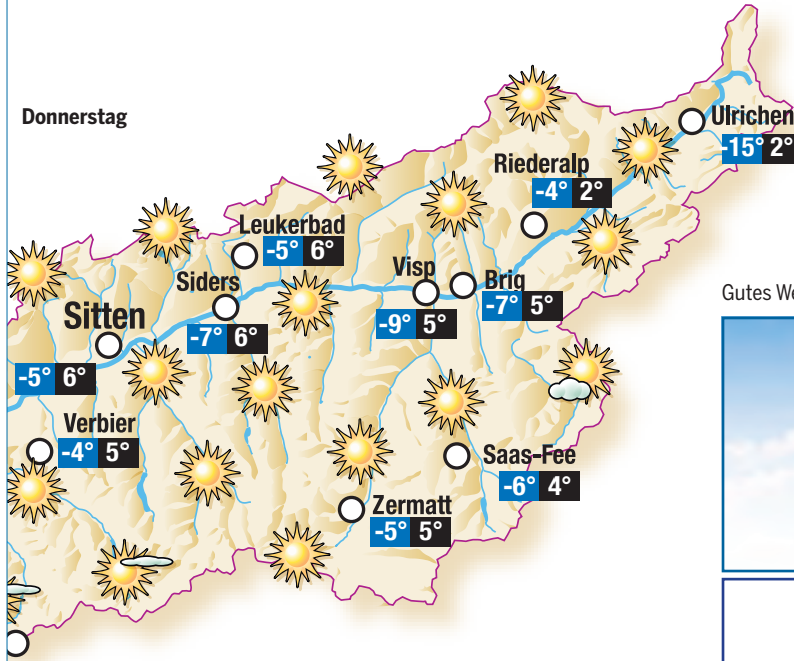 Donnerstag
Ulrichen
-15° 2°
Riederalp
-4° 2°
Leukerbad
-5° 6°
Visp
-9° 5°
Brig
-7° 5°
Siders
-7° 6°
Sitten
-5° 6°
Gutes We
Verbier
-4° 5°
Saas-Fee
-6° 4°
Zermatt
-5° 5°